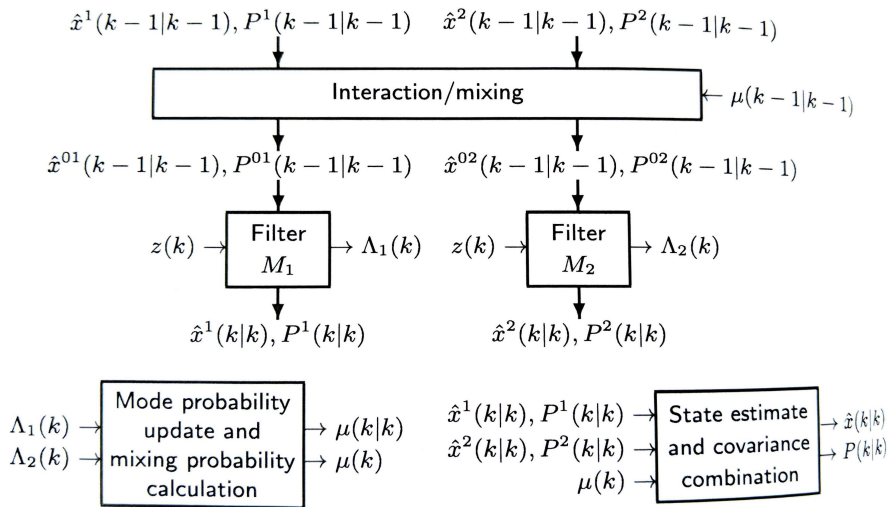 x̂¹(k − 1|k − 1), P¹(k − 1|k − 1) x̂²(k − 1|k − 1), P²(k − 1|k − 1)
Interaction/mixing
μ(k − 1|k − 1)
x̂⁰¹(k − 1|k − 1), P⁰¹(k − 1|k − 1) x̂⁰²(k − 1|k − 1), P⁰²(k − 1|k − 1)
z(k) → Filter M₁ → Λ₁(k)
z(k) → Filter M₂ → Λ₂(k)
x̂¹(k|k), P¹(k|k) x̂²(k|k), P²(k|k)
Λ₁(k)
Λ₂(k)
Mode probability
update and
mixing probability
calculation
μ(k|k)
μ(k)
x̂¹(k|k), P¹(k|k)
x̂²(k|k), P²(k|k)
μ(k)
State estimate
and covariance
combination
x̂(k|k)
P(k|k)